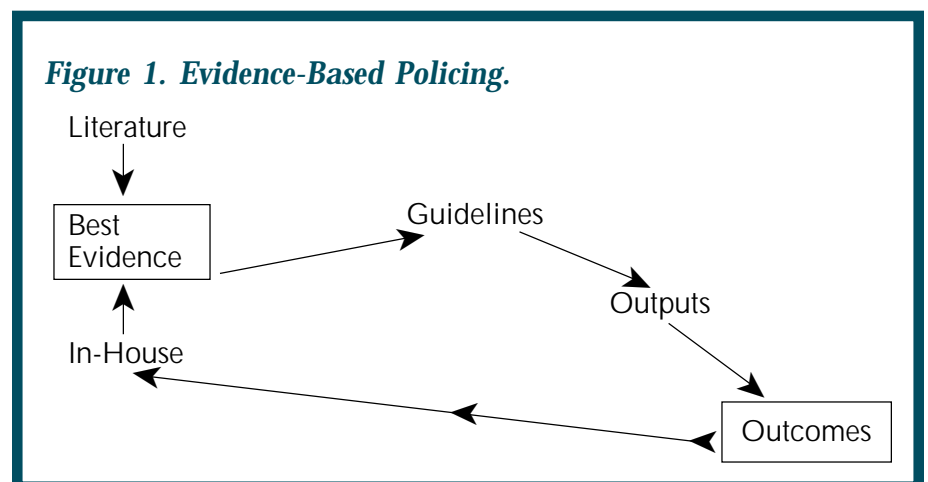 Figure 1. Evidence-Based Policing.
Literature
Best
Evidence
Guidelines
Outputs
In-House
Outcomes